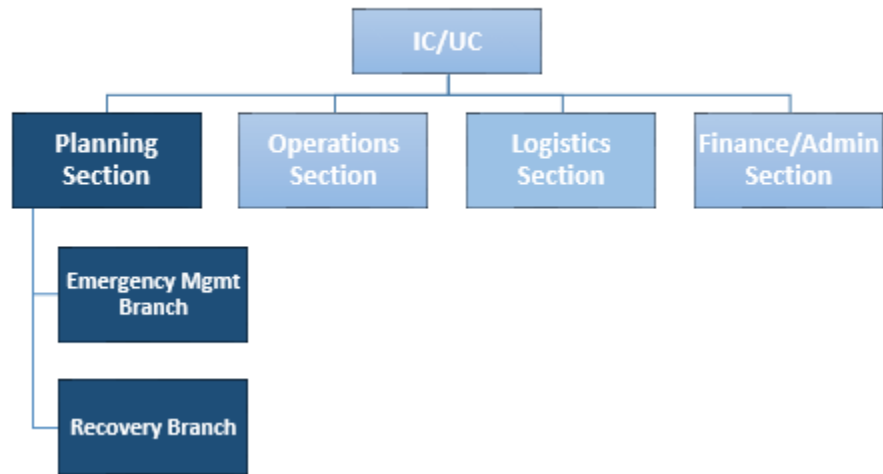 IC/UC
Planning
Section
Operations
Section
Logistics
Section
Finance/Admin
Section
Emergency Mgmt
Branch
Recovery Branch